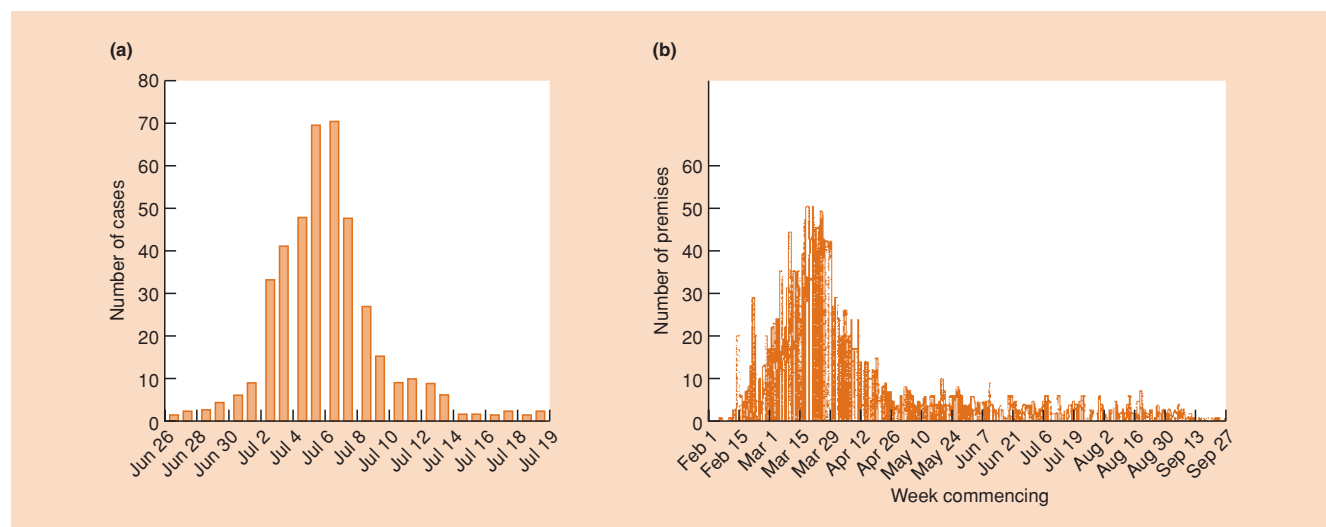 (a)
80
70
60
50
40
30
20
10
0
Number of cases
Jun 26
Jun 28
Jun 30
Jul 2
Jul 4
Jul 6
Jul 8
Jul 10
Jul 12
Jul 14
Jul 16
Jul 18
Jul 19
(b)
60
50
40
30
20
10
0
Number of premises
Feb 1
Feb 15
Mar 1
Mar 15
Mar 29
Apr 12
Apr 26
May 10
May 24
Jun 7
Jun 21
Jul 6
Jul 19
Aug 2
Aug 16
Aug 30
Sep 13
Sep 27
Week commencing